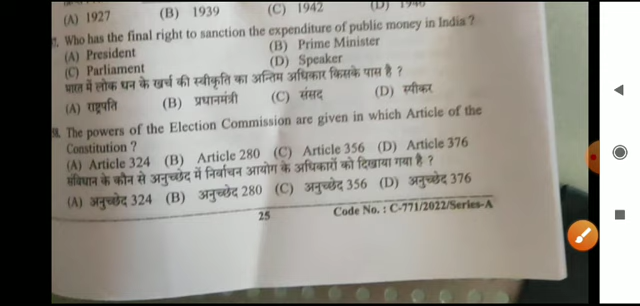 (A) 1927 (B) 1939 (C) 1942 (D) 1946
7. Who has the final right to sanction the expenditure of public money in India ?
(A) President (B) Prime Minister
(C) Parliament (D) Speaker
भारत में लोक धन के खर्च की स्वीकृति का अन्तिम अधिकार किसके पास है ?
(A) राष्ट्रपति (B) प्रधानमंत्री (C) संसद (D) स्पीकर
8. The powers of the Election Commission are given in which Article of the
Constitution ?
(A) Article 324 (B) Article 280 (C) Article 356 (D) Article 376
संविधान के कौन से अनुच्छेद में निर्वाचन आयोग के अधिकारों को दिखाया गया है ?
(A) अनुच्छेद 324 (B) अनुच्छेद 280 (C) अनुच्छेद 356 (D) अनुच्छेद 376
25 Code No. : C-771/2022/Series-A